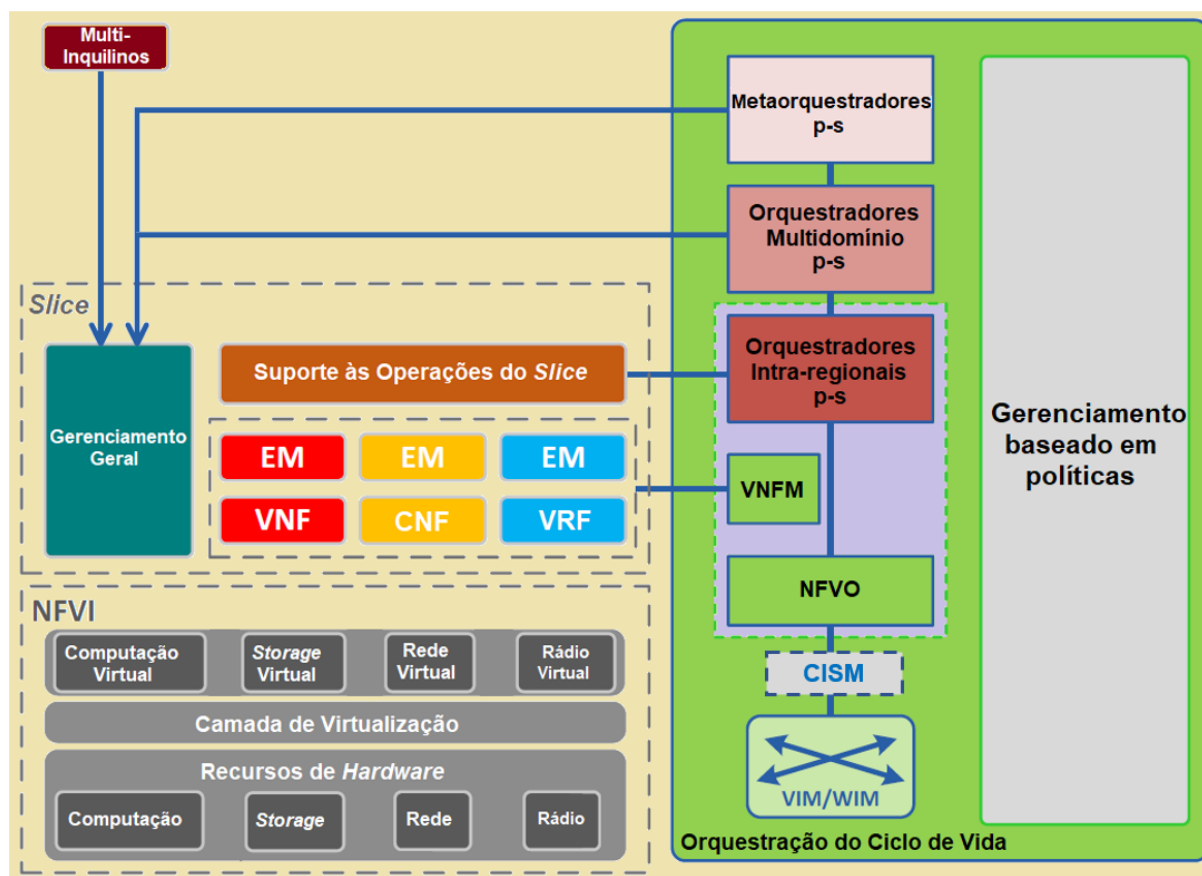 Multi-
Inquilinos
Slice
Gerenciamento
Geral
Suporte às Operações do Slice
EM
EM
EM
VNF
CNF
VRF
NFVI
Computação
Virtual
Storage
Virtual
Rede
Virtual
Rádio
Virtual
Camada de Virtualização
Recursos de Hardware
Computação
Storage
Rede
Rádio
Metaorquestradores
p-s
Orquestradores
Multidomínio
p-s
Orquestradores
Intra-regionais
p-s
VNFM
NFVO
CISM
VIM/WIM
Orquestração do Ciclo de Vida
Gerenciamento
baseado em
políticas